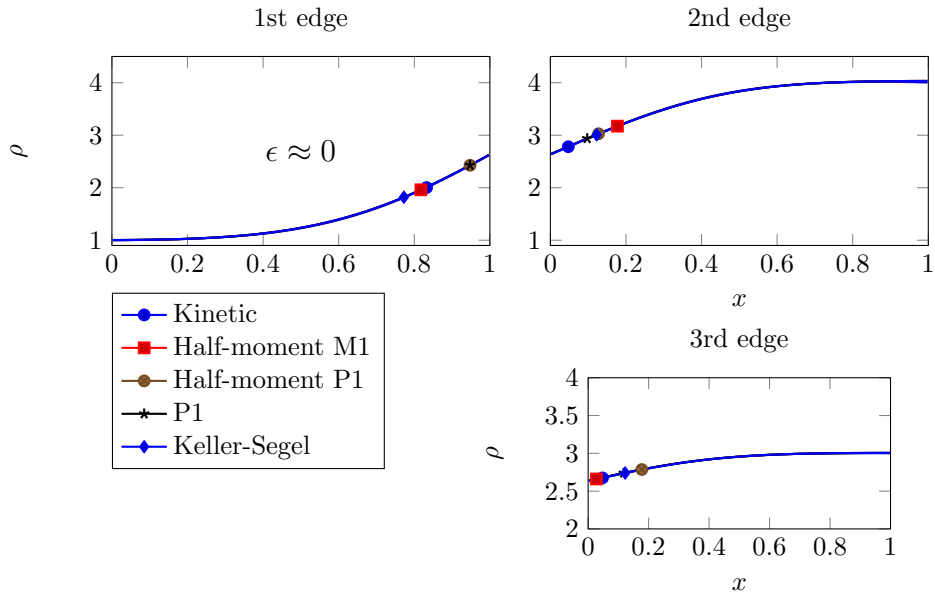 1st edge
2nd edge
ρ
4
3
2
1
ϵ ≈ 0
0 0.2 0.4 0.6 0.8 1
4
3
2
1
0 0.2 0.4 0.6 0.8 1
x
Kinetic
Half-moment M1
Half-moment P1
P1
Keller-Segel
3rd edge
ρ
4
3.5
3
2.5
2
0 0.2 0.4 0.6 0.8 1
x